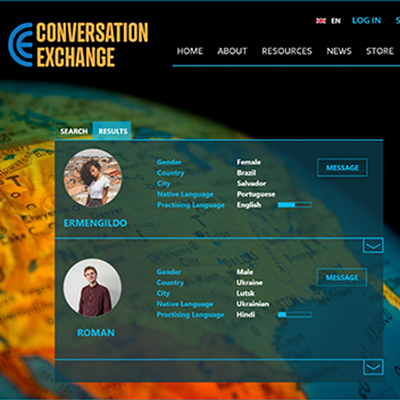 CONVERSATION
EXCHANGE
EN LOG IN S
HOME ABOUT RESOURCES NEWS STORE
SEARCH RESULTS
Gender Female
Country Brazil
City Salvador
Native Language Portuguese
Practising Language English
MESSAGE
ERMENGILDO
Gender Male
Country Ukraine
City Lutsk
Native Language Ukrainian
Practising Language Hindi
MESSAGE
ROMAN